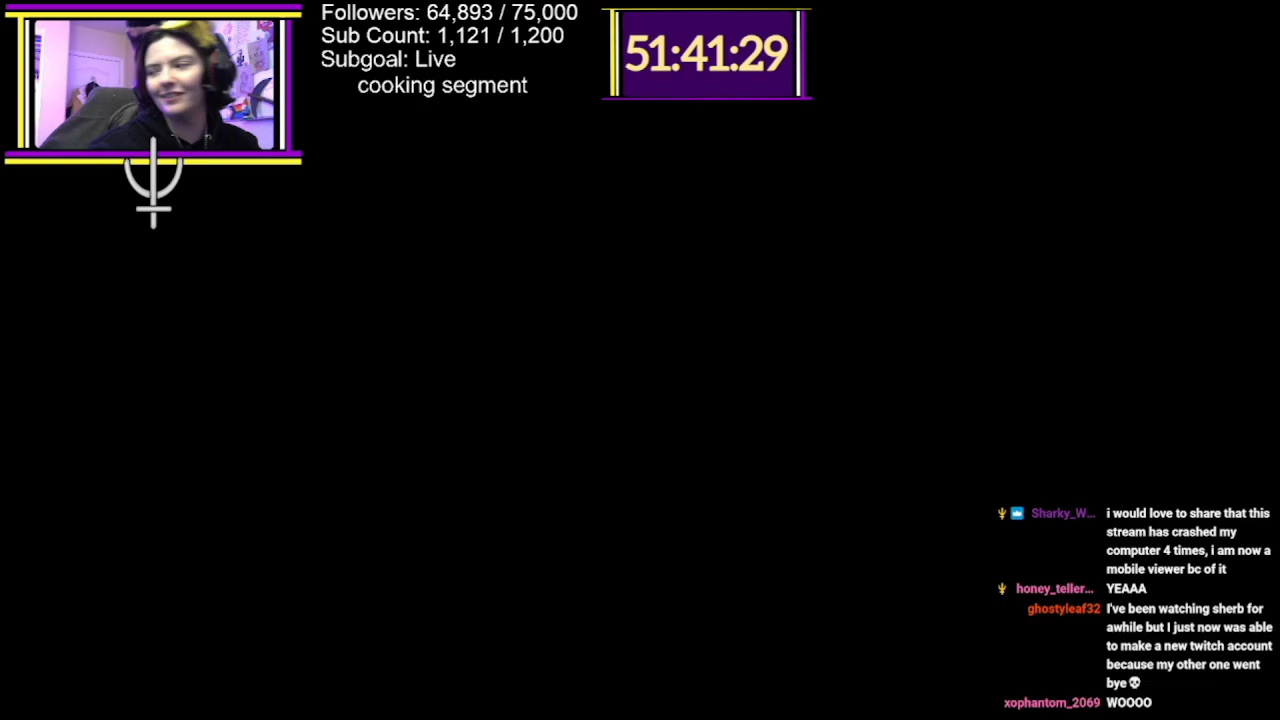 Followers: 64,893 / 75,000
Sub Count: 1,121 / 1,200
Subgoal: Live
cooking segment
51:41:29
Sharky_W... i would love to share that this
stream has crashed my
computer 4 times, i am now a
mobile viewer bc of it
honey_teller... YEAAA
ghostyleaf32 I've been watching sherb for
awhile but I just now was able
to make a new twitch account
because my other one went
bye💀
xophantom_2069 WOOOO